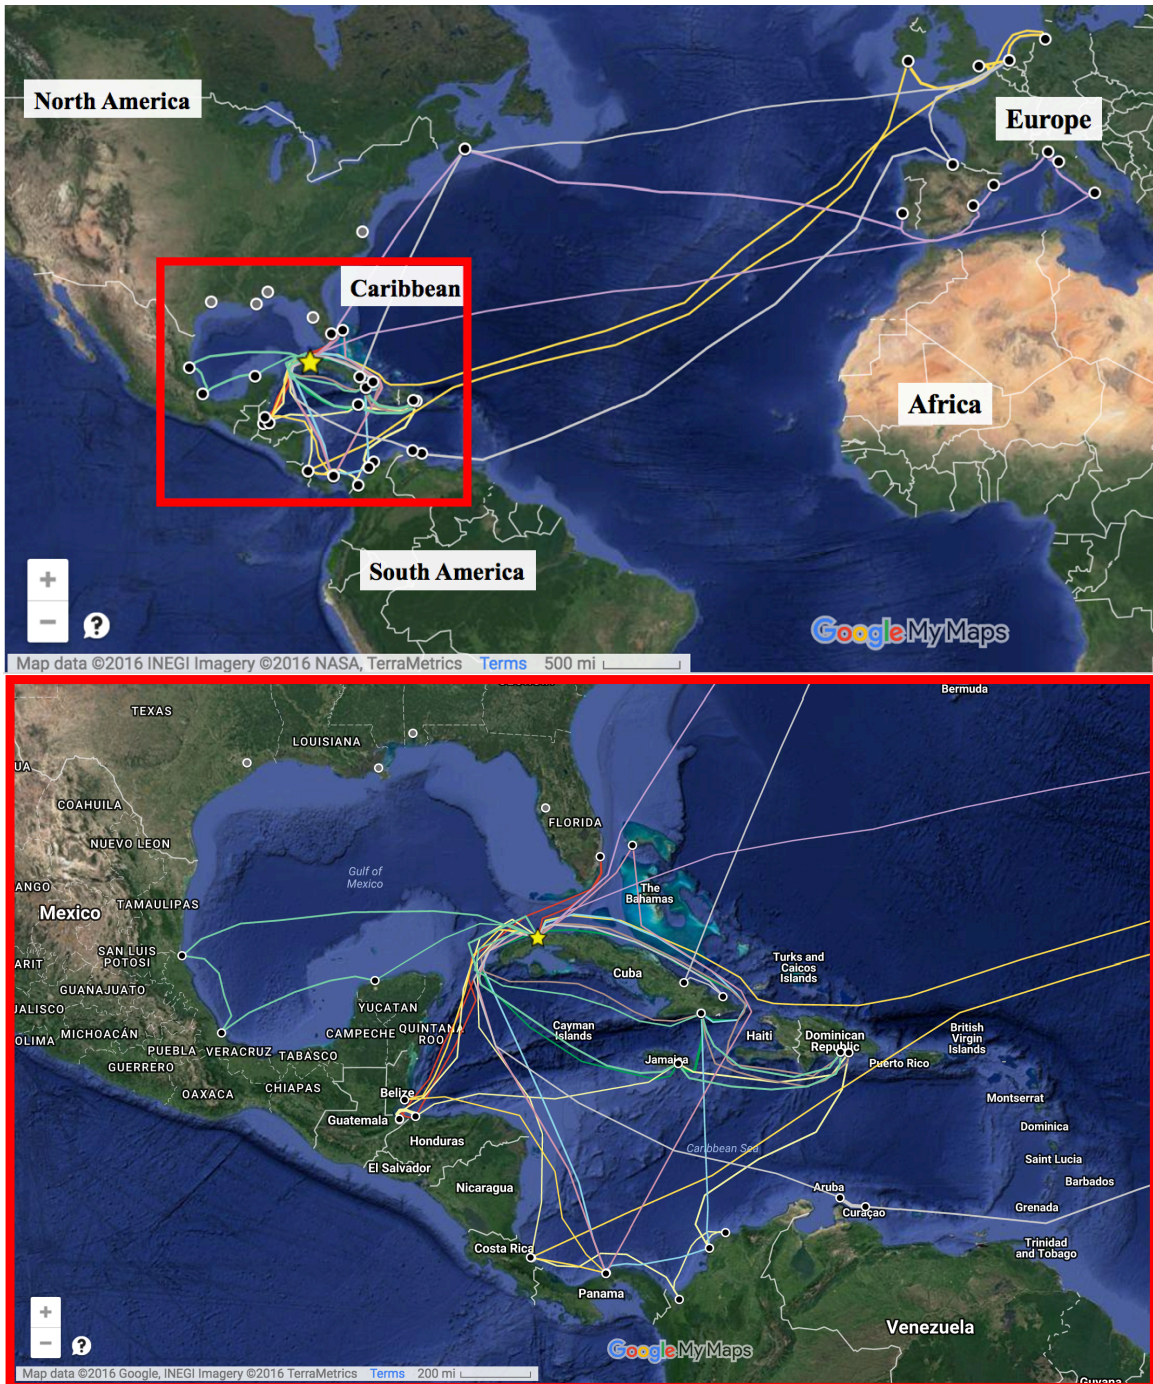 North America
Europe
Caribbean
Africa
South America
+
−
?
Google My Maps
Map data ©2016 INEGI Imagery ©2016 NASA, TerraMetrics Terms 500 mi
Bermuda
TEXAS
LOUISIANA
UA
COAHUILA
FLORIDA
NUEVO LEON
Gulf of
Mexico
ANGO
The
Bahamas
TAMAULIPAS
Mexico
SAN LUIS
POTOSI
ARIT
Cuba
Turks and
Caicos
Islands
GUANAJUATO
YUCATAN
JALISCO
Cayman
Islands
CAMPECHE
QUINTANA
ROO
Haiti
Dominican
Republic
British
Virgin
Islands
OLIMA
MICHOACÁN
PUEBLA
VERACRUZ
TABASCO
Jamaica
Puerto Rico
GUERRERO
OAXACA
CHIAPAS
Belize
Montserrat
Guatemala
Dominica
Honduras
Caribbean Sea
El Salvador
Saint Lucia
Barbados
Nicaragua
Aruba
Curaçao
Grenada
Costa Rica
Trinidad
and Tobago
Panama
Venezuela
+
−
?
Google My Maps
Map data ©2016 Google, INEGI Imagery ©2016 TerraMetrics Terms 200 mi
Guyana